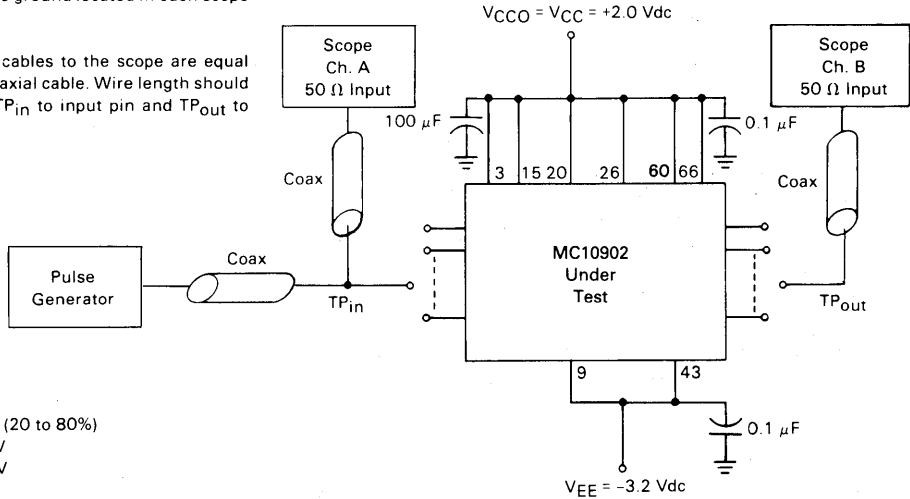 ground located in each scope
cables to the scope are equal
axial cable. Wire length should
TPin to input pin and TPout to
VCCO = VCC = +2.0 Vdc
Scope
Ch. A
50 Ω Input
Scope
Ch. B
50 Ω Input
100 μF
0.1 μF
3 15 20 26 60 66
Coax
Coax
MC10902
Under
Test
Pulse
Generator
Coax
TPin
TPout
9 43
(20 to 80%)
V
V
0.1 μF
VEE = -3.2 Vdc